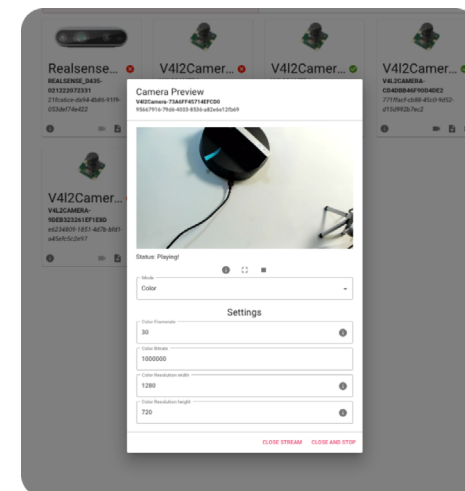 Realsense...
REALSENSE_D435-
021222072331
V4l2Camer...
V4l2Camer...
V4l2Camer...
V4L2CAMERA-
CD4DBB46F90D4DE2
Camera Preview
V4l2Camera-73A6FF45714EFCD0
Status: Playing!
Mode
Color
Settings
Color Framerate
30
Color Bitrate
1000000
Color Resolution width
1280
Color Resolution height
720
CLOSE STREAM CLOSE AND STOP
V4l2Camer...
V4L2CAMERA-
9DEB323261EF1E8D